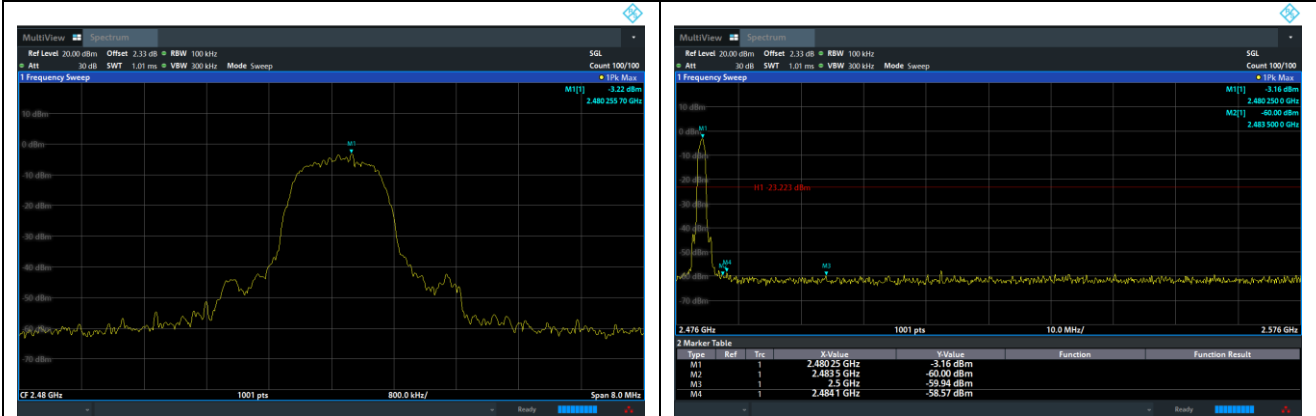 MultiView Spectrum
Ref Level 20.00 dBm Offset 2.33 dB RBW 100 kHz SGL
Att 30 dB SWT 1.01 ms VBW 300 kHz Mode Sweep Count 100/100
1 Frequency Sweep 1Pk Max
M1[1] -3.22 dBm
2.480 255 70 GHz
10 dBm
M1
0 dBm
-10 dBm
-20 dBm
-30 dBm
-40 dBm
-50 dBm
-60 dBm
-70 dBm
CF 2.48 GHz 1001 pts 800.0 kHz/ Span 8.0 MHz
Ready
MultiView Spectrum
Ref Level 20.00 dBm Offset 2.33 dB RBW 100 kHz SGL
Att 30 dB SWT 1.01 ms VBW 300 kHz Mode Sweep Count 100/100
1 Frequency Sweep 1Pk Max
M1[1] -3.16 dBm
2.480 250 0 GHz
10 dBm
M2[1] -60.00 dBm
2.483 500 0 GHz
0 dBm
M1
-10 dBm
-20 dBm
H1 -23.221 dBm
-30 dBm
-40 dBm
-50 dBm
M4
M3
-60 dBm
-70 dBm
2.476 GHz 1001 pts 10.0 MHz/ 2.576 GHz
2 Marker Table
Type Ref Trc X-Value Y-Value Function Function Result
M1 1 2.480 25 GHz -3.16 dBm
M2 1 2.483 5 GHz -60.00 dBm
M3 1 2.5 GHz -59.94 dBm
M4 1 2.484 1 GHz -58.57 dBm
Ready